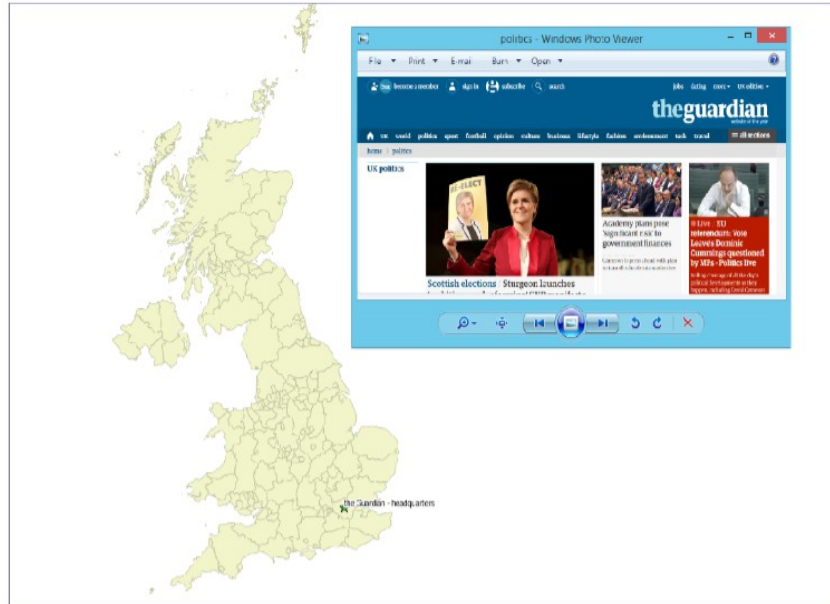 politics - Windows Photo Viewer
File Print E-mail Burn Open
become a member sign in subscribe search jobs dating more UK edition
theguardian
website of the year
UK world politics sport football opinion culture business lifestyle fashion environment tech travel all sections
home politics
UK politics
RE-ELECT
Scottish elections Sturgeon launches
Academy plans pose
'significant risk' to
government finances
Live EU
referendum: Vote
Leave's Dominic
Cummings questioned
by MPs - Politics live
the Guardian - headquarters